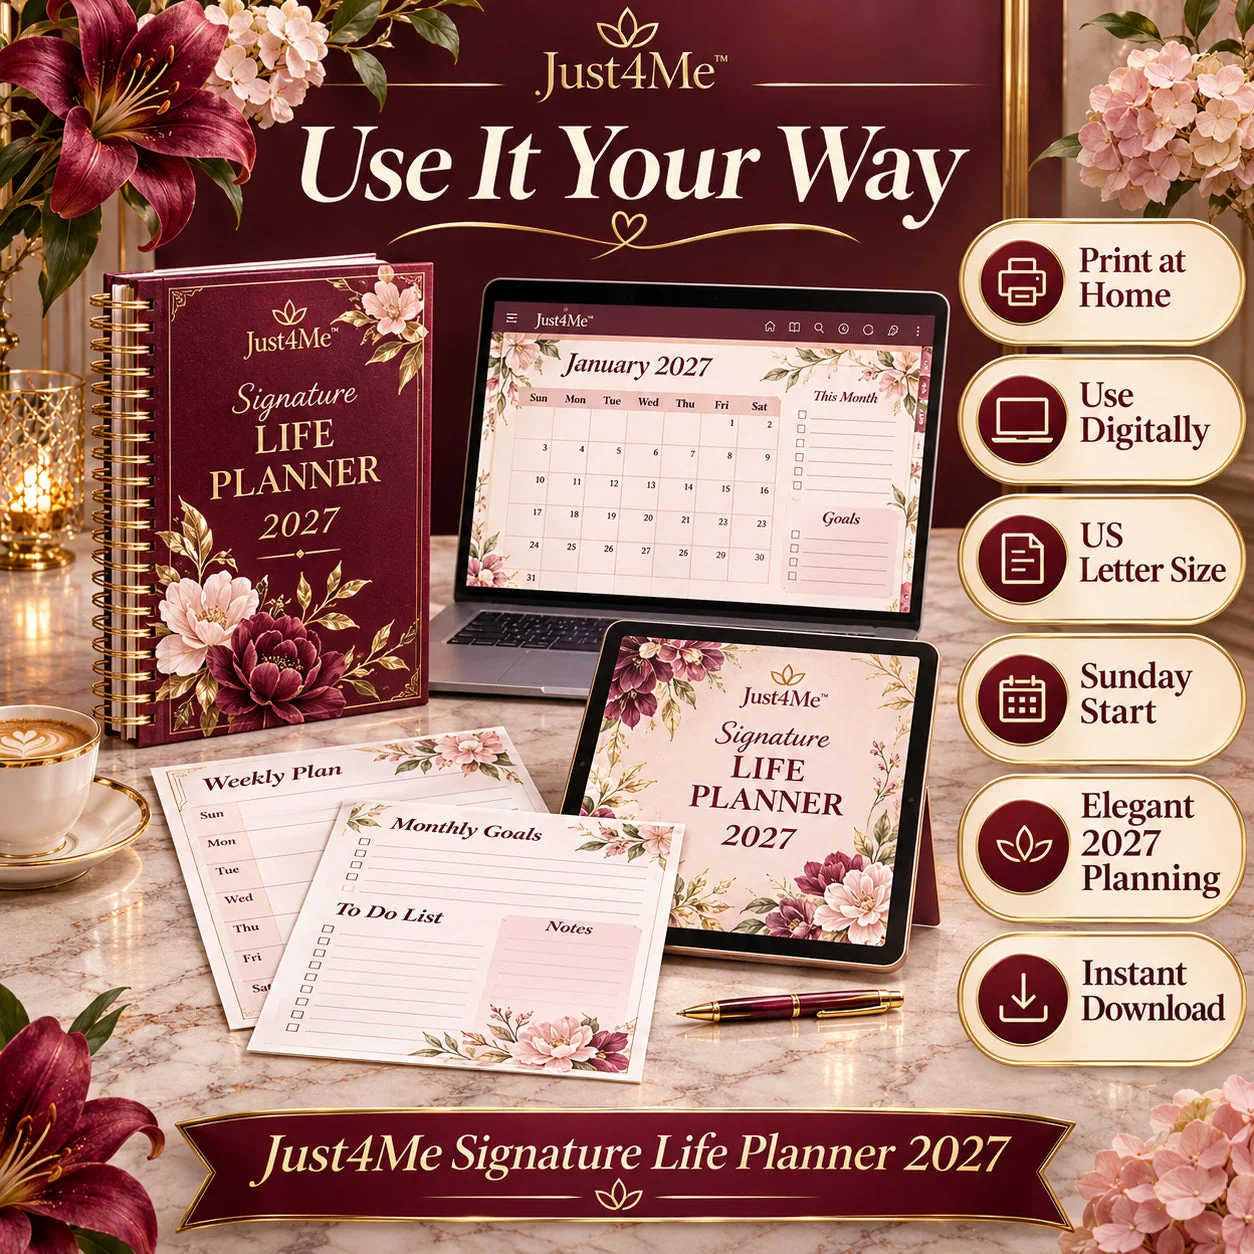 Just4Me™
Use It Your Way
Just4Me™
Signature
LIFE
PLANNER
2027
Just4Me™
January 2027
Sun Mon Tue Wed Thu Fri Sat
1 2
3 4 5 6 7 8 9
10 11 12 13 14 15 16
17 18 19 20 21 23 23
24 25 26 27 28 29 30
31
This Month
Goals
Just4Me™
Signature
LIFE
PLANNER
2027
Weekly Plan
Sun
Mon
Tue
Wed
Thu
Fri
Sat
Monthly Goals
To Do List
Notes
Print at
Home
Use
Digitally
US
Letter Size
Sunday
Start
Elegant
2027
Planning
Instant
Download
Just4Me Signature Life Planner 2027